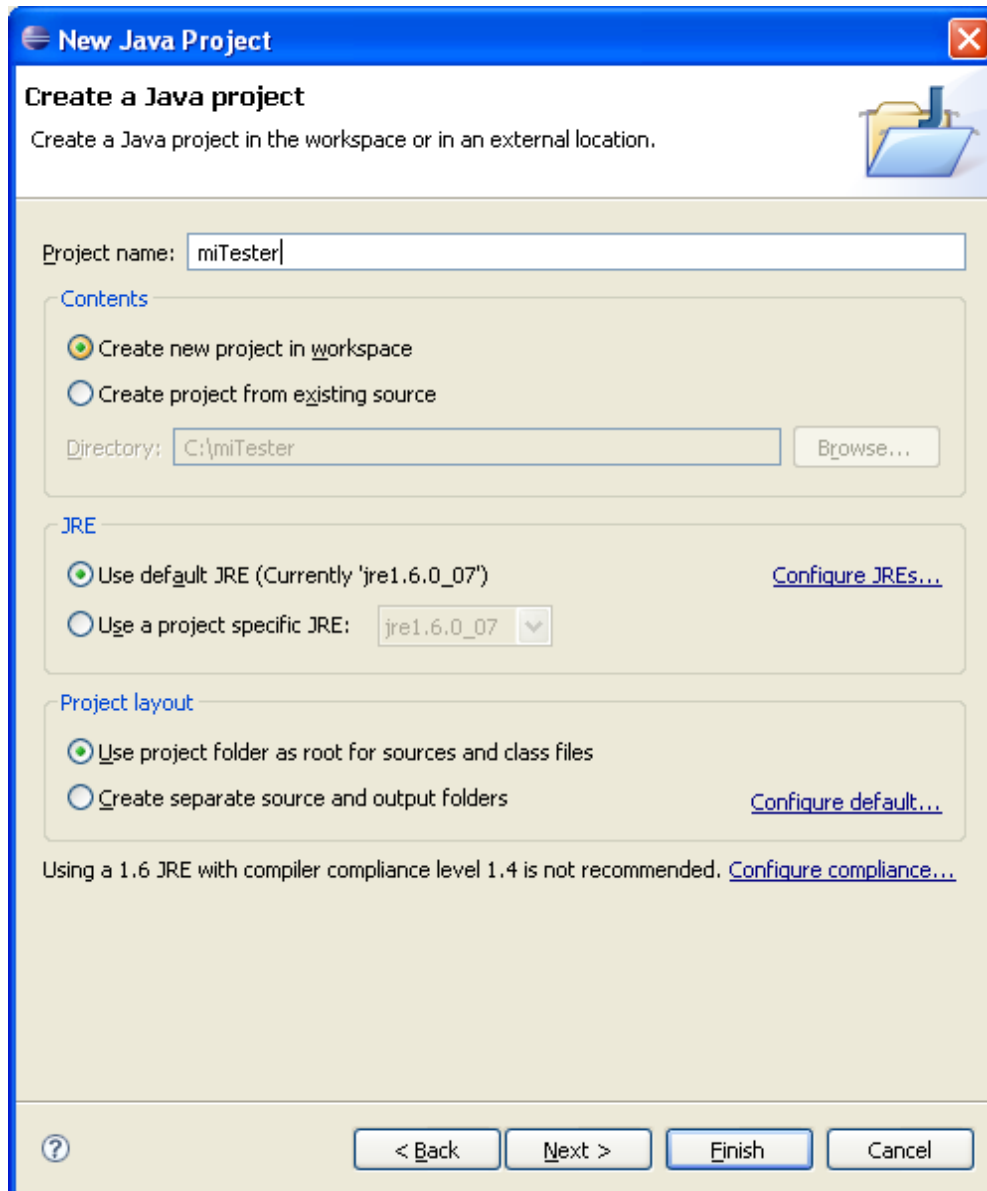 New Java Project
Create a Java project
Create a Java project in the workspace or in an external location.
Project name: miTester
Contents
Create new project in workspace
Create project from existing source
Directory: C:\miTester Browse...
JRE
Use default JRE (Currently 'jre1.6.0_07') Configure JREs...
Use a project specific JRE: jre1.6.0_07
Project layout
Use project folder as root for sources and class files
Create separate source and output folders Configure default...
Using a 1.6 JRE with compiler compliance level 1.4 is not recommended. Configure compliance...
? < Back Next > Finish Cancel